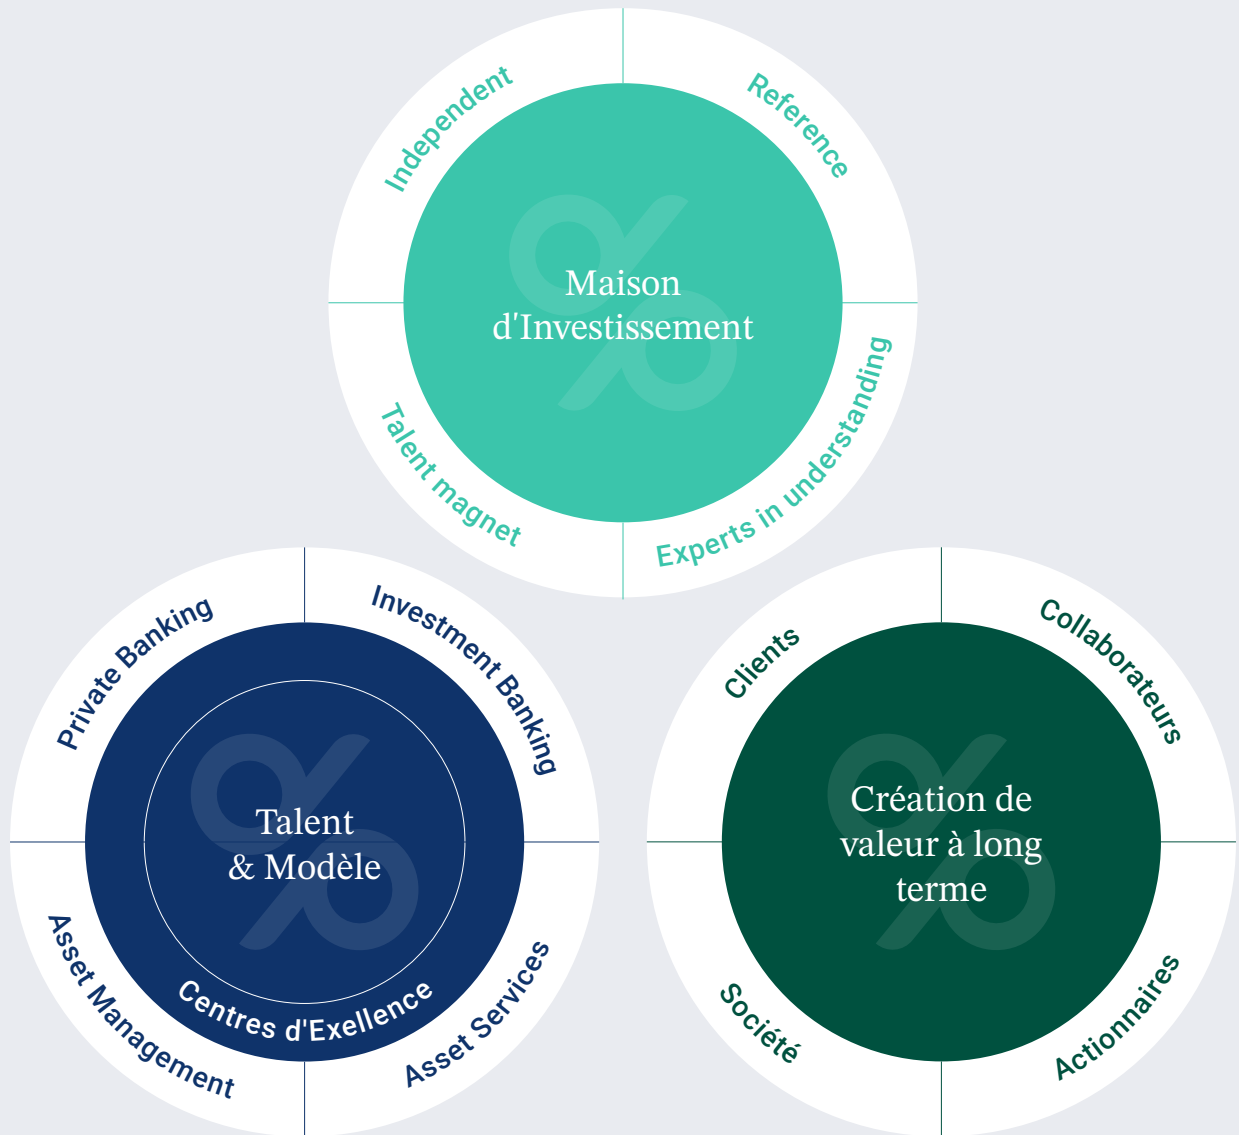 Independent
Reference
Maison
d'Investissement
Talent magnet
Experts in understanding
Private Banking
Investment Banking
Talent
& Modèle
Centres d'Exellence
Asset Management
Asset Services
Clients
Collaborateurs
Création de
valeur à long
terme
Société
Actionnaires